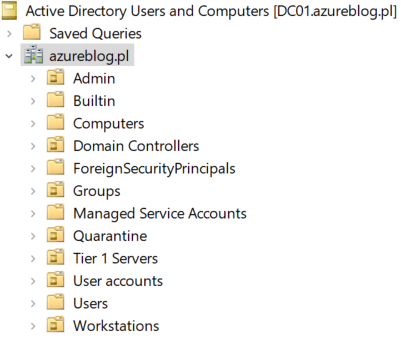 Active Directory Users and Computers [DC01.azureblog.pl]
Saved Queries
azureblog.pl
Admin
Builtin
Computers
Domain Controllers
ForeignSecurityPrincipals
Groups
Managed Service Accounts
Quarantine
Tier 1 Servers
User accounts
Users
Workstations